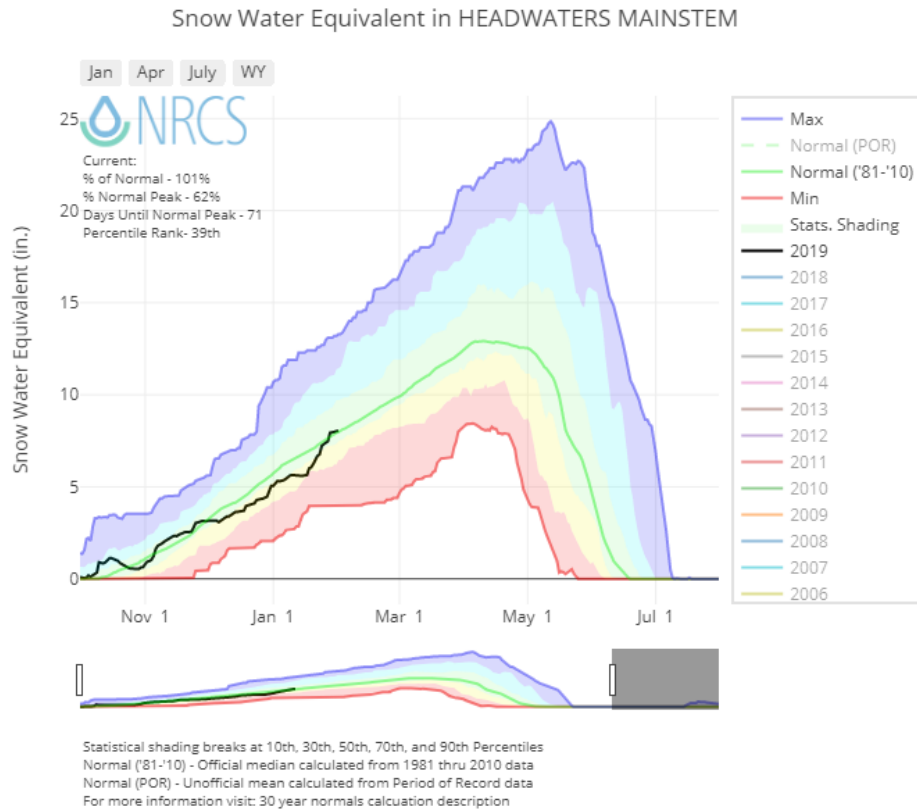 Snow Water Equivalent in HEADWATERS MAINSTEM
Jan Apr July WY
NRCS
Current:
% of Normal - 101%
% Normal Peak - 62%
Days Until Normal Peak - 71
Percentile Rank- 39th
Snow Water Equivalent (in.)
25
20
15
10
5
0
Nov 1 Jan 1 Mar 1 May 1 Jul 1
Max
Normal (POR)
Normal ('81-'10)
Min
Stats. Shading
2019
2018
2017
2016
2015
2014
2013
2012
2011
2010
2009
2008
2007
2006
Statistical shading breaks at 10th, 30th, 50th, 70th, and 90th Percentiles
Normal ('81-'10) - Official median calculated from 1981 thru 2010 data
Normal (POR) - Unofficial mean calculated from Period of Record data
For more information visit: 30 year normals calcuation description